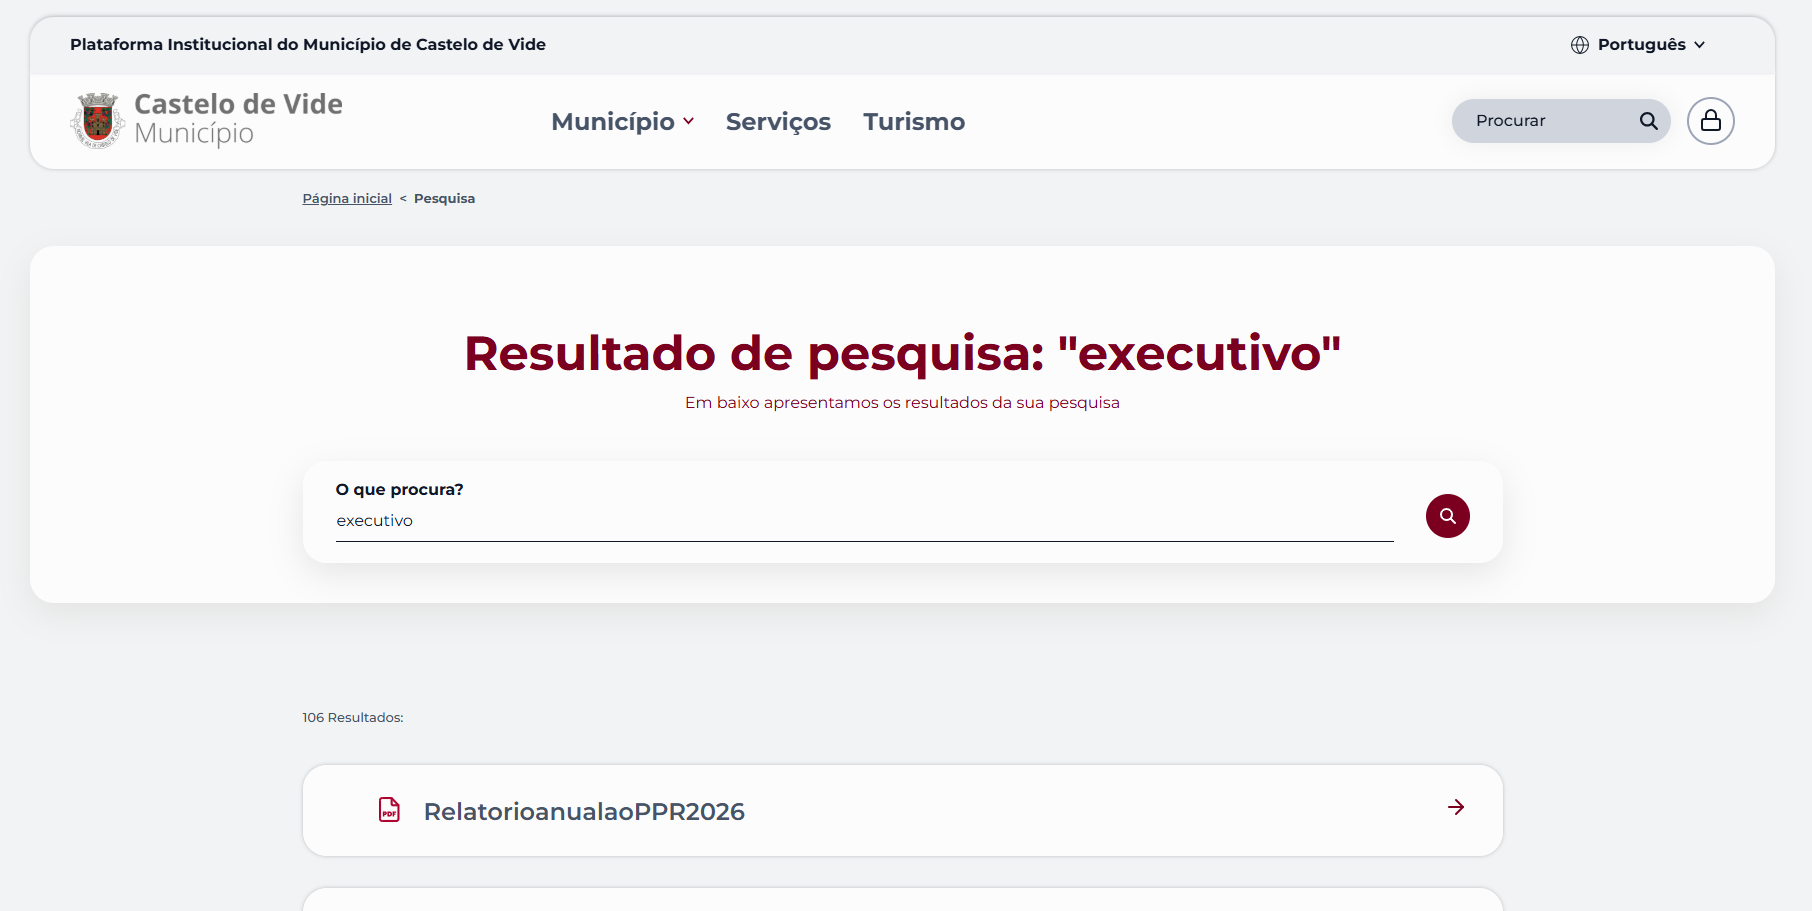 Plataforma Institucional do Município de Castelo de Vide
Português
Castelo de Vide
Município
Município
Serviços
Turismo
Procurar
Página inicial < Pesquisa
Resultado de pesquisa: "executivo"
Em baixo apresentamos os resultados da sua pesquisa
O que procura?
executivo
106 Resultados:
PDF
RelatorioanualaoPPR2026